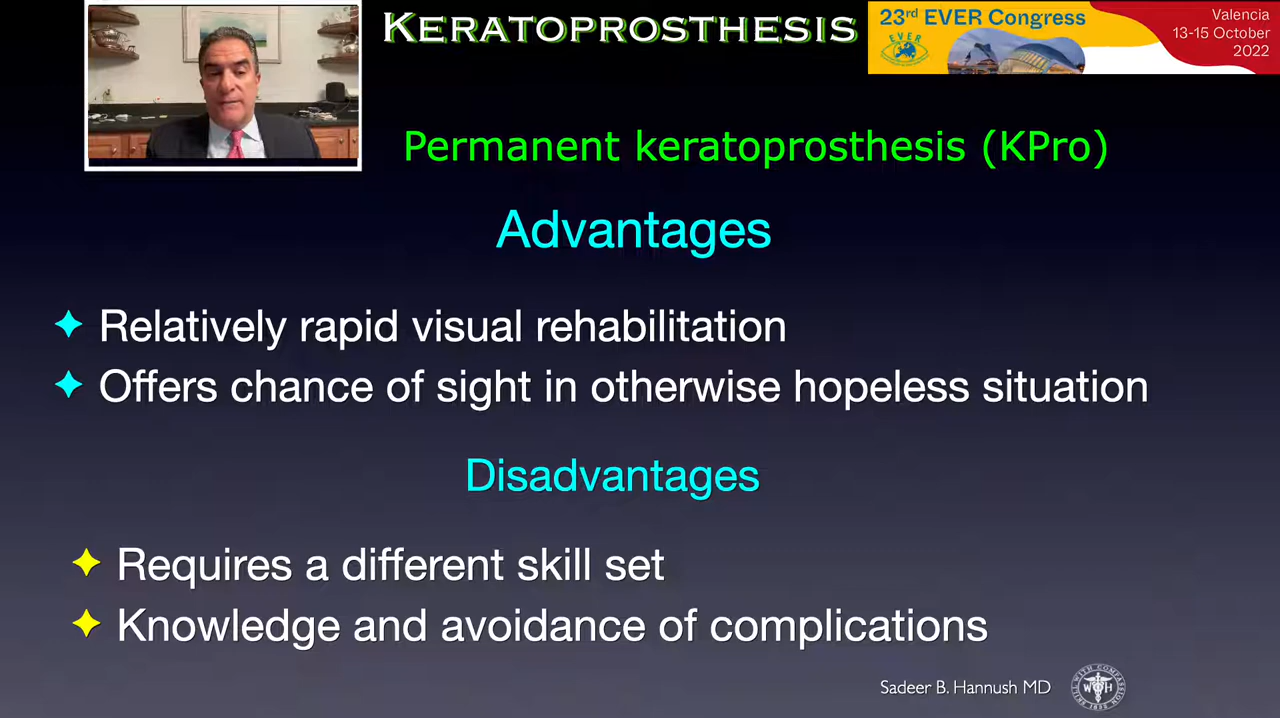 KERATOPROSTHESIS
23rd EVER Congress
EVER
Valencia
13-15 October
2022
Permanent keratoprosthesis (KPro)
Advantages
Relatively rapid visual rehabilitation
Offers chance of sight in otherwise hopeless situation
Disadvantages
Requires a different skill set
Knowledge and avoidance of complications
Sadeer B. Hannush MD